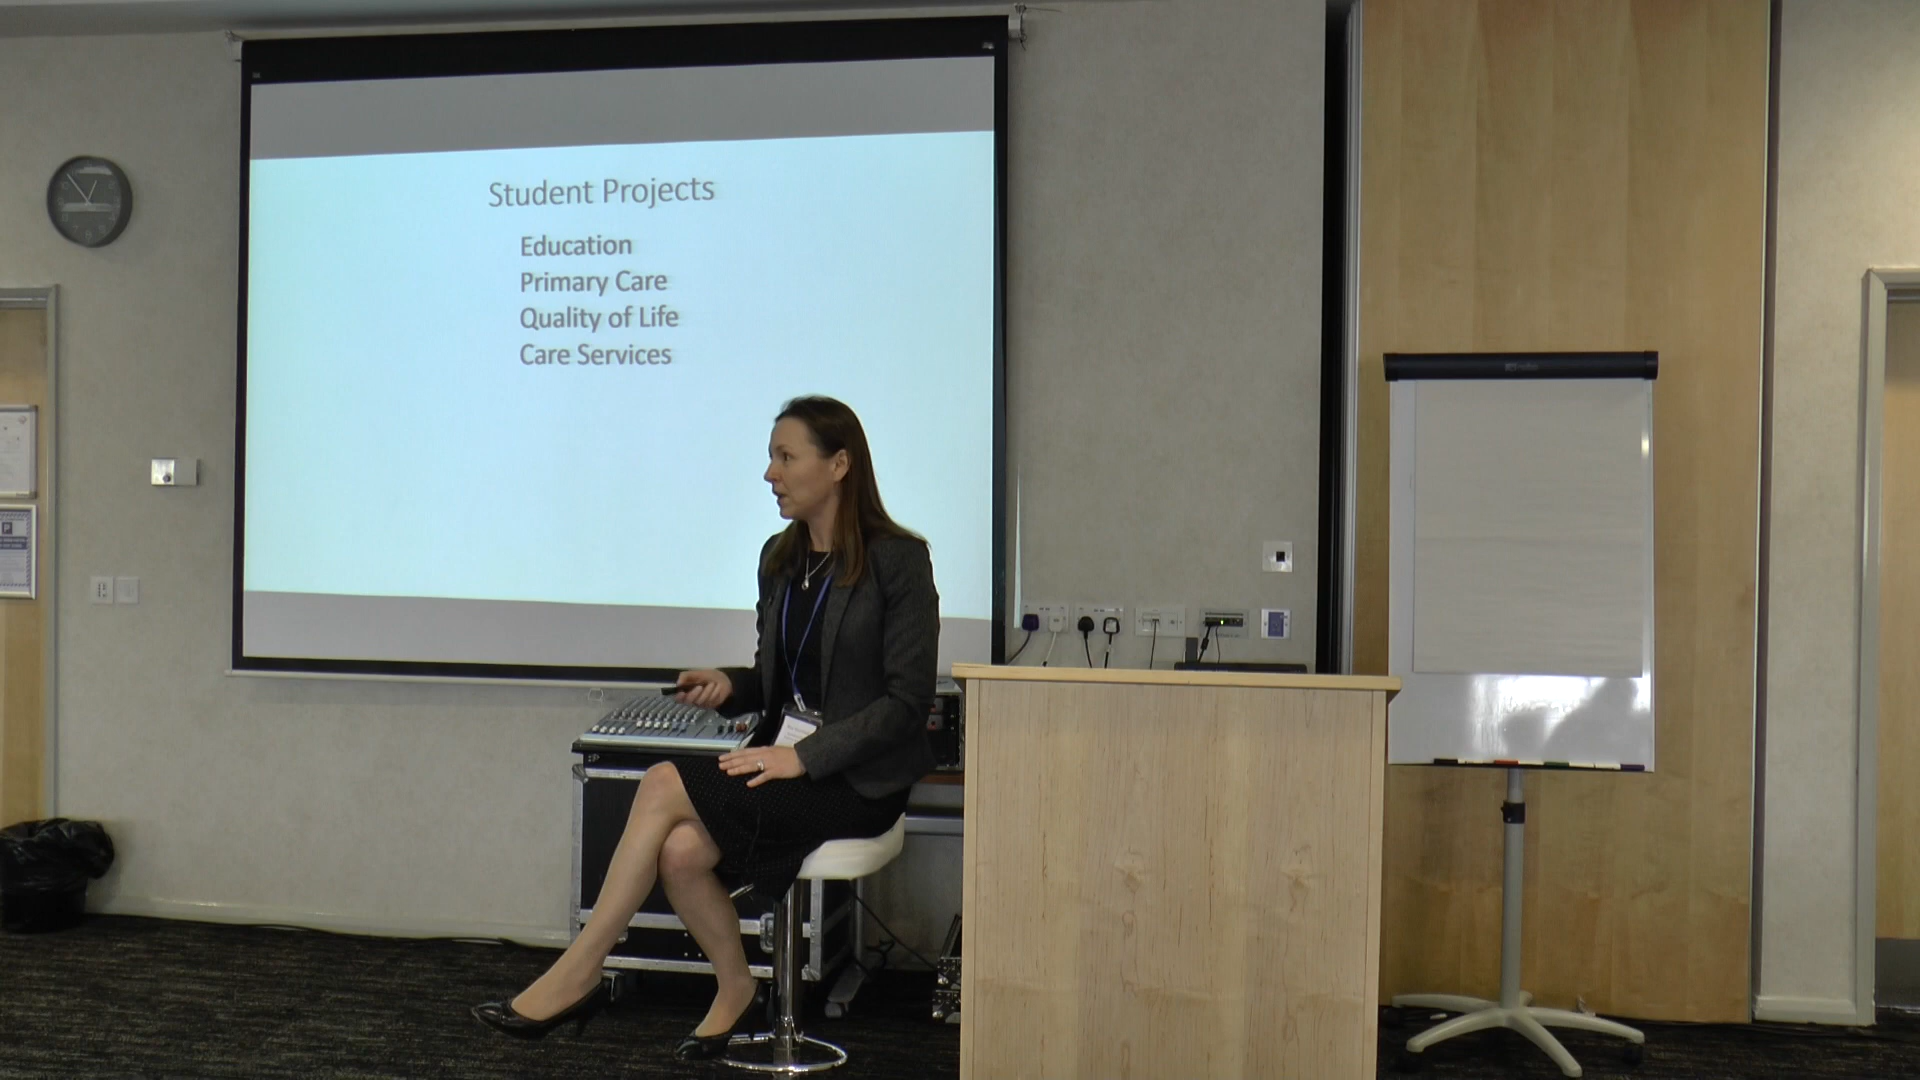 Student Projects
Education
Primary Care
Quality of Life
Care Services